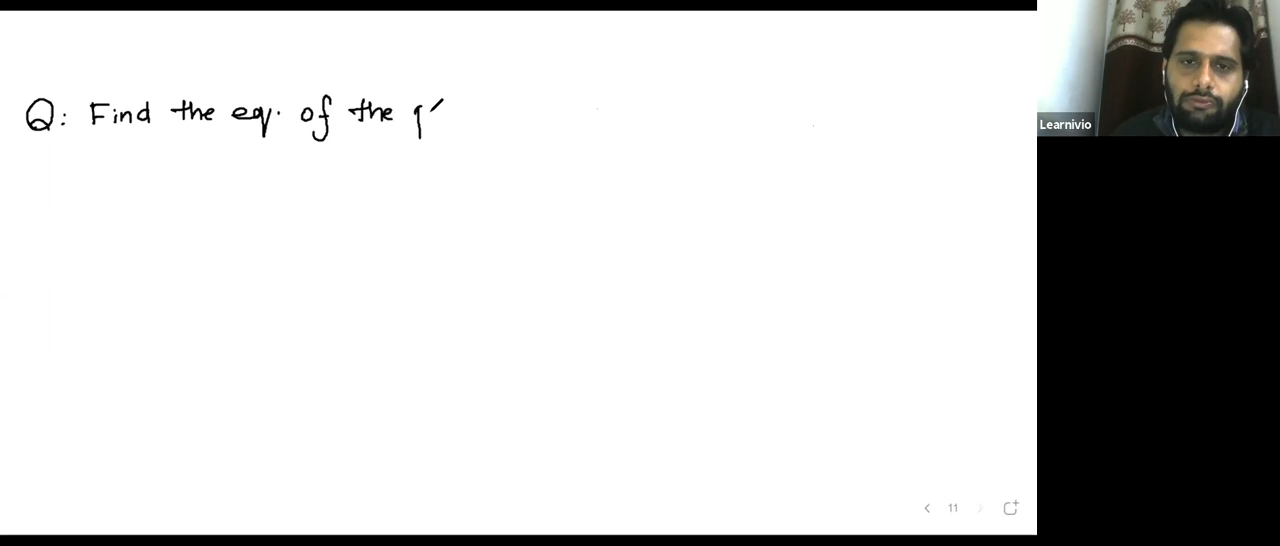 Q: Find the eq. of the
Learnivio
11